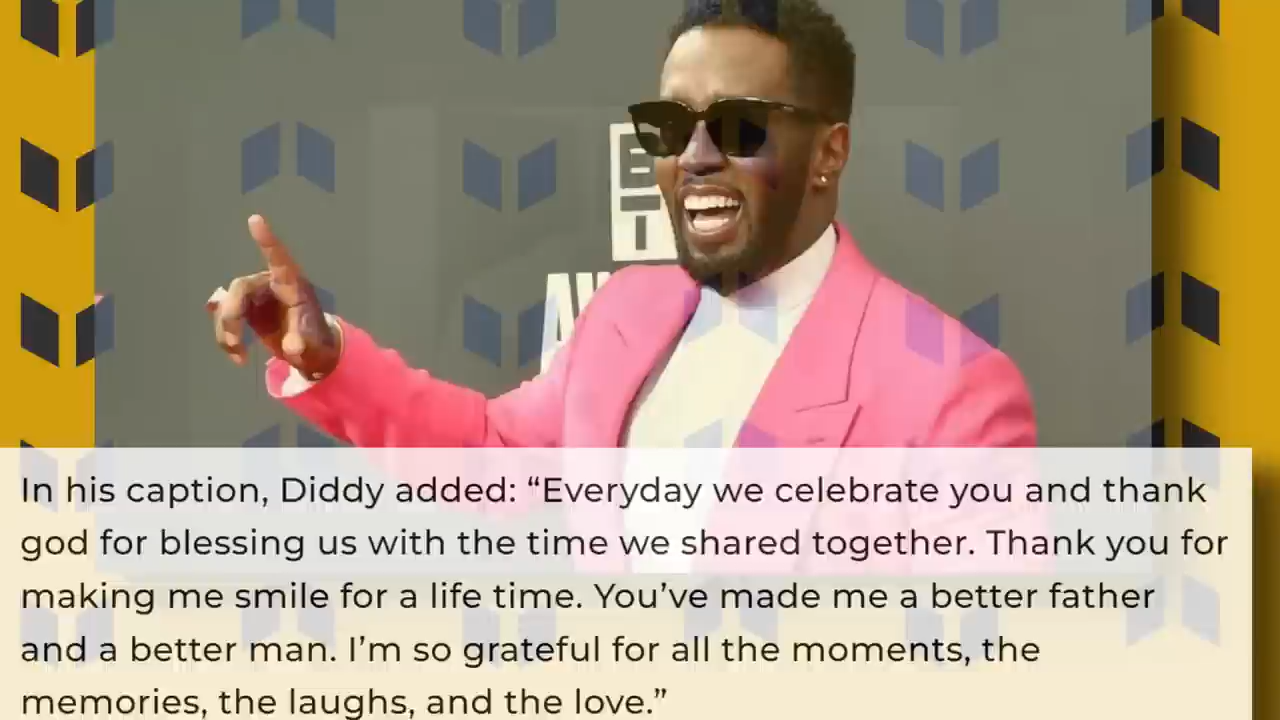 B
T
AW
In his caption, Diddy added: “Everyday we celebrate you and thank
god for blessing us with the time we shared together. Thank you for
making me smile for a life time. You’ve made me a better father
and a better man. I’m so grateful for all the moments, the
memories, the laughs, and the love.”